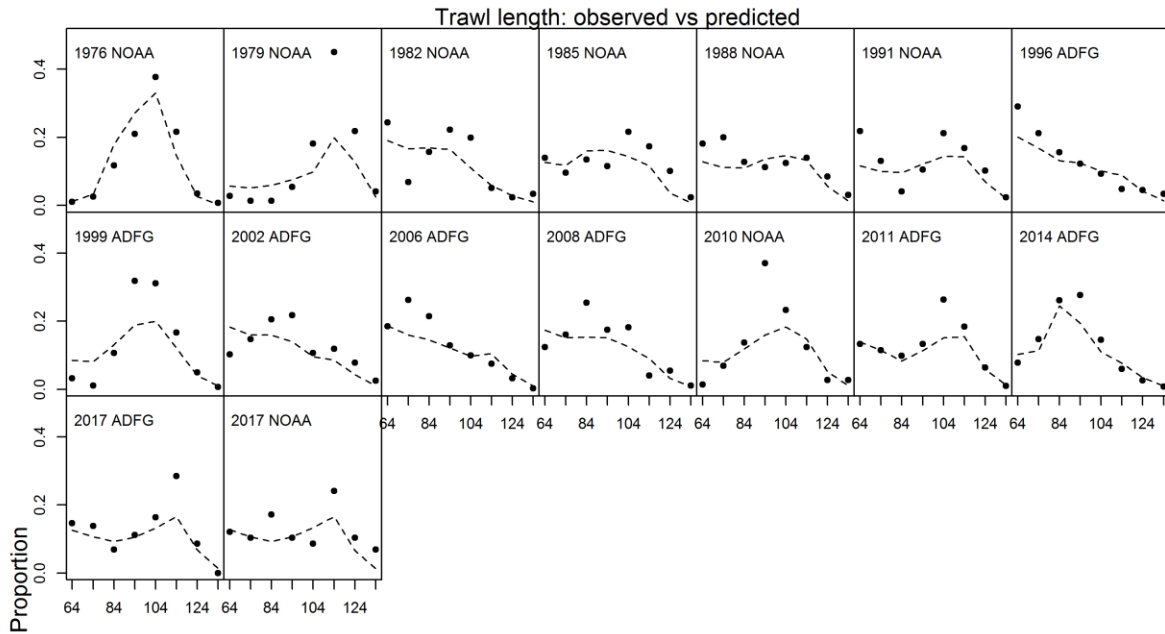 Trawl length: observed vs predicted
1976 NOAA 1979 NOAA 1982 NOAA 1985 NOAA 1988 NOAA 1991 NOAA 1996 ADFG
0.4
0.2
0.0
1999 ADFG 2002 ADFG 2006 ADFG 2008 ADFG 2010 NOAA 2011 ADFG 2014 ADFG
0.4
0.2
0.0
64 84 104 124 64 84 104 124 64 84 104 124 64 84 104 124 64 84 104 124
2017 ADFG 2017 NOAA
0.4
0.2
0.0
64 84 104 124 64 84 104 124
Proportion